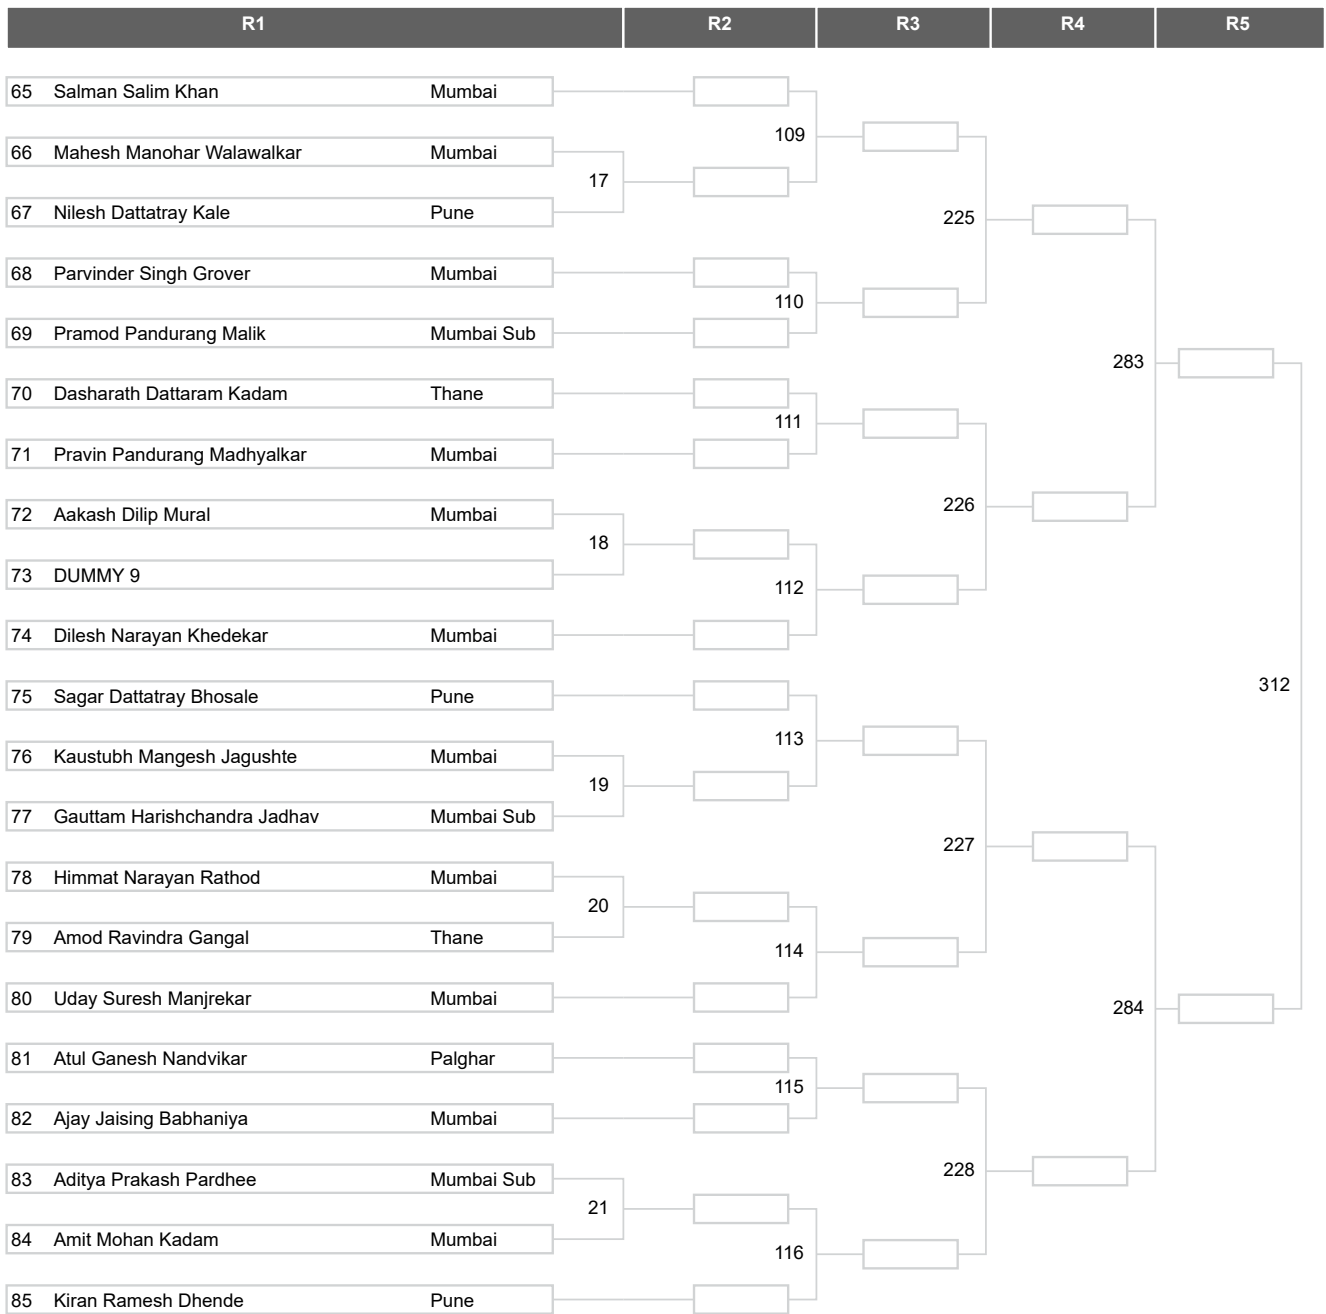 R1 R2 R3 R4 R5
65 Salman Salim Khan Mumbai
109
66 Mahesh Manohar Walawalkar Mumbai
17
67 Nilesh Dattatray Kale Pune
225
68 Parvinder Singh Grover Mumbai
110
69 Pramod Pandurang Malik Mumbai Sub
283
70 Dasharath Dattaram Kadam Thane
111
71 Pravin Pandurang Madhyalkar Mumbai
226
72 Aakash Dilip Mural Mumbai
18
73 DUMMY 9
112
74 Dilesh Narayan Khedekar Mumbai
312
75 Sagar Dattatray Bhosale Pune
113
76 Kaustubh Mangesh Jagushte Mumbai
19
77 Gauttam Harishchandra Jadhav Mumbai Sub
227
78 Himmat Narayan Rathod Mumbai
20
79 Amod Ravindra Gangal Thane
114
80 Uday Suresh Manjrekar Mumbai
284
81 Atul Ganesh Nandvikar Palghar
115
82 Ajay Jaising Babhaniya Mumbai
228
83 Aditya Prakash Pardhee Mumbai Sub
21
84 Amit Mohan Kadam Mumbai
116
85 Kiran Ramesh Dhende Pune